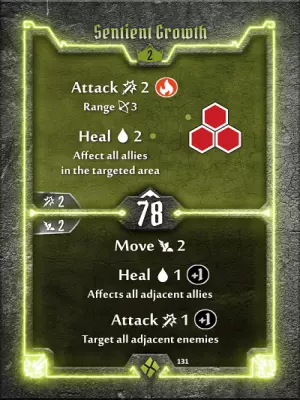 Sentient Growth
2
Attack 2
Range 3
Heal 2
Affect all allies
in the targeted area
2
78
2
Move 2
Heal 1 +1
Affects all adjacent allies
Attack 1 +1
Target all adjacent enemies
131